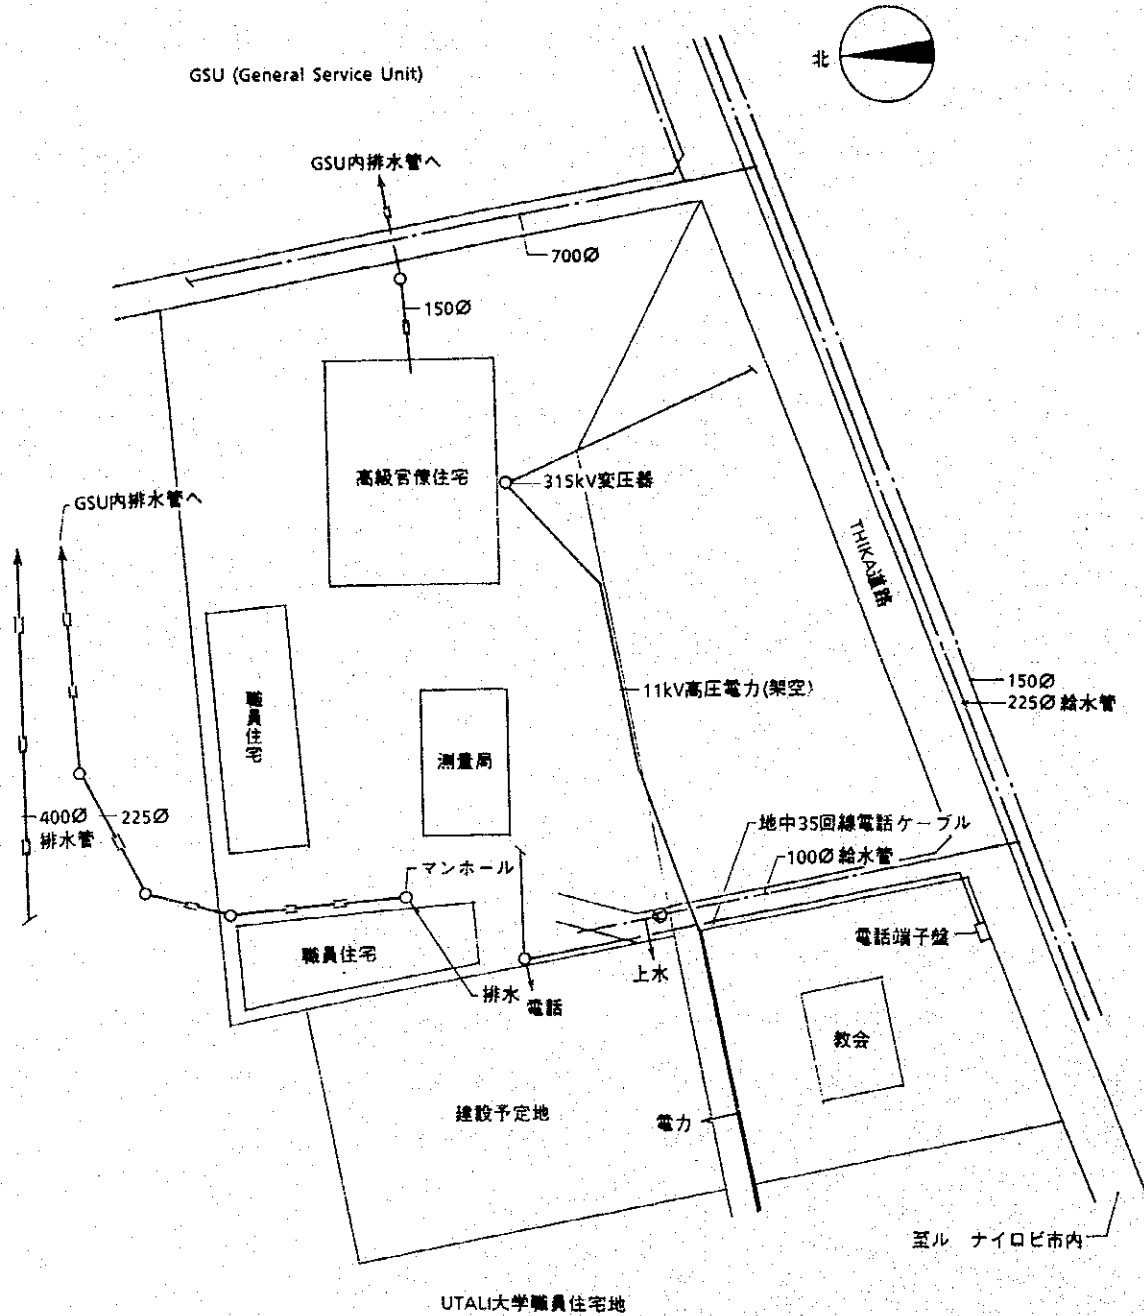 北
GSU (General Service Unit)
GSU内排水管へ
700Ø
150Ø
高級官僚住宅
315kV変圧器
GSU内排水管へ
THIKA道路
職員住宅
11kV高圧電力(架空)
150Ø
225Ø 給水管
測量局
400Ø
排水管
225Ø
地中35回線電話ケーブル
100Ø 給水管
マンホール
電話端子盤
職員住宅
上水
排水
電話
教会
建設予定地
電力
至ル ナイロビ市内
UTALI大学職員住宅地